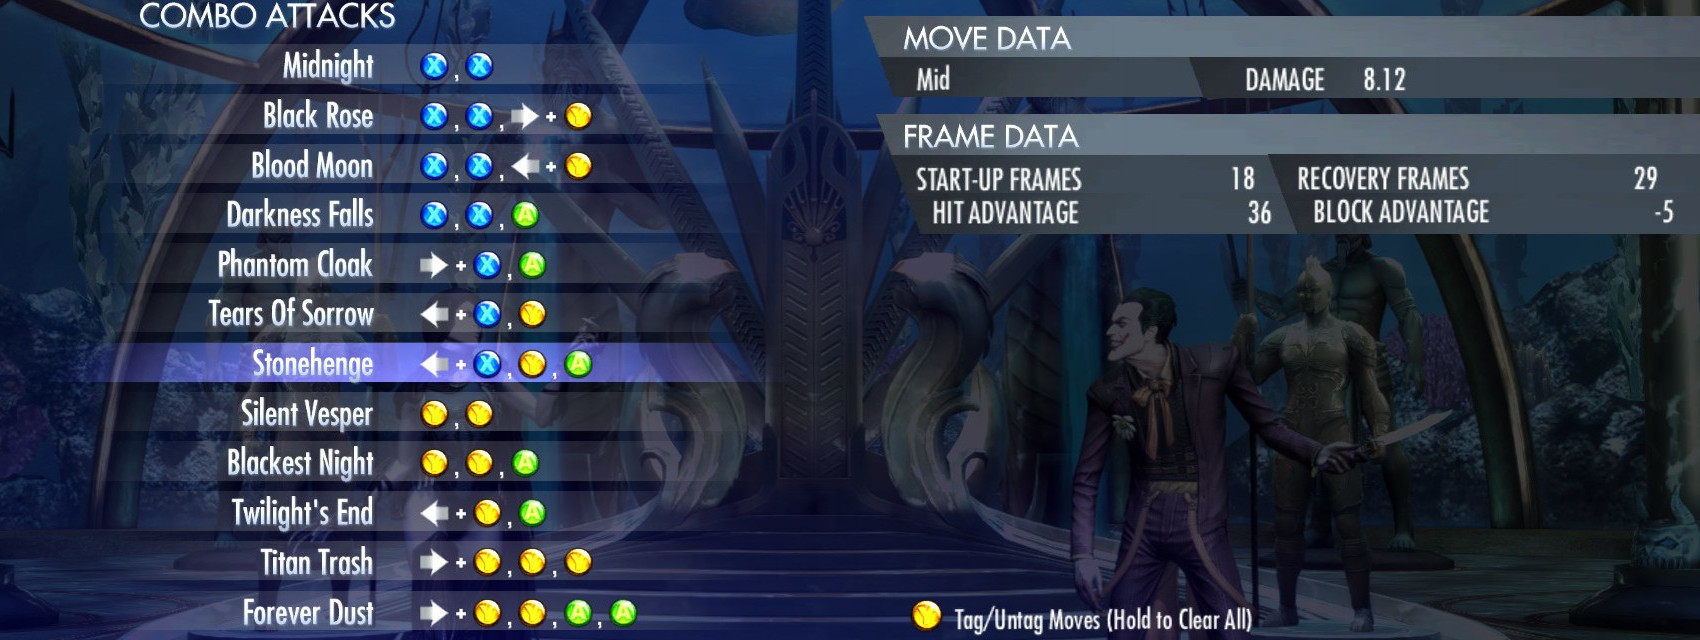 COMBO ATTACKS
Midnight X , X
Black Rose X , X , + Y
Blood Moon X , X , + Y
Darkness Falls X , X , A
Phantom Cloak + X , A
Tears Of Sorrow + X , Y
Stonehenge + X , Y , A
Silent Vesper Y , Y
Blackest Night Y , Y , A
Twilight's End + Y , A
Titan Trash + Y , Y , Y
Forever Dust + Y , Y , A , A
MOVE DATA
Mid DAMAGE 8.12
FRAME DATA
START-UP FRAMES 18 RECOVERY FRAMES 29
HIT ADVANTAGE 36 BLOCK ADVANTAGE -5
Y Tag/Untag Moves (Hold to Clear All)